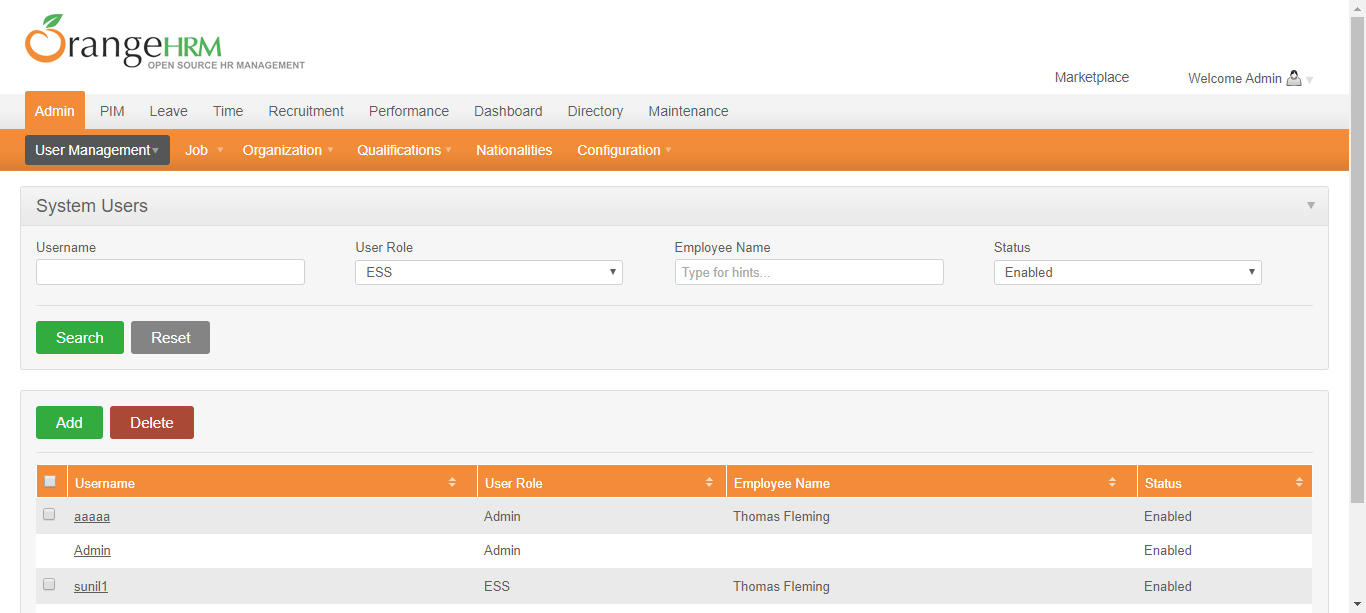 OrangeHRM
OPEN SOURCE HR MANAGEMENT
Marketplace Welcome Admin
Admin PIM Leave Time Recruitment Performance Dashboard Directory Maintenance
User Management Job Organization Qualifications Nationalities Configuration
System Users
Username User Role Employee Name Status
ESS Type for hints... Enabled
Search Reset
Add Delete
Username User Role Employee Name Status
aaaaa Admin Thomas Fleming Enabled
Admin Admin Enabled
sunil1 ESS Thomas Fleming Enabled